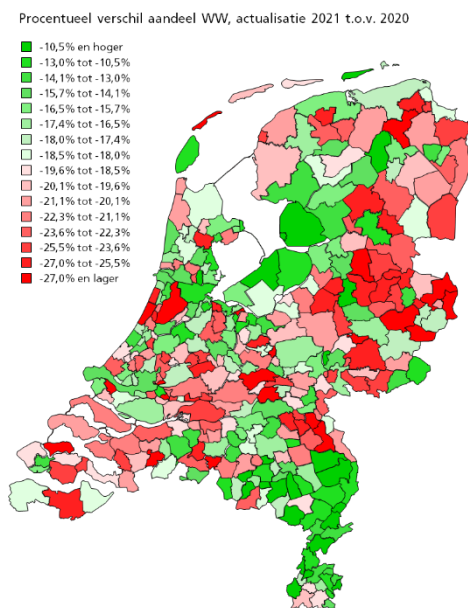 Procentueel verschil aandeel WW, actualisatie 2021 t.o.v. 2020
-10,5% en hoger
-13,0% tot -10,5%
-14,1% tot -13,0%
-15,7% tot -14,1%
-16,5% tot -15,7%
-17,4% tot -16,5%
-18,0% tot -17,4%
-18,5% tot -18,0%
-19,6% tot -18,5%
-20,1% tot -19,6%
-21,1% tot -20,1%
-22,3% tot -21,1%
-23,6% tot -22,3%
-25,5% tot -23,6%
-27,0% tot -25,5%
-27,0% en lager